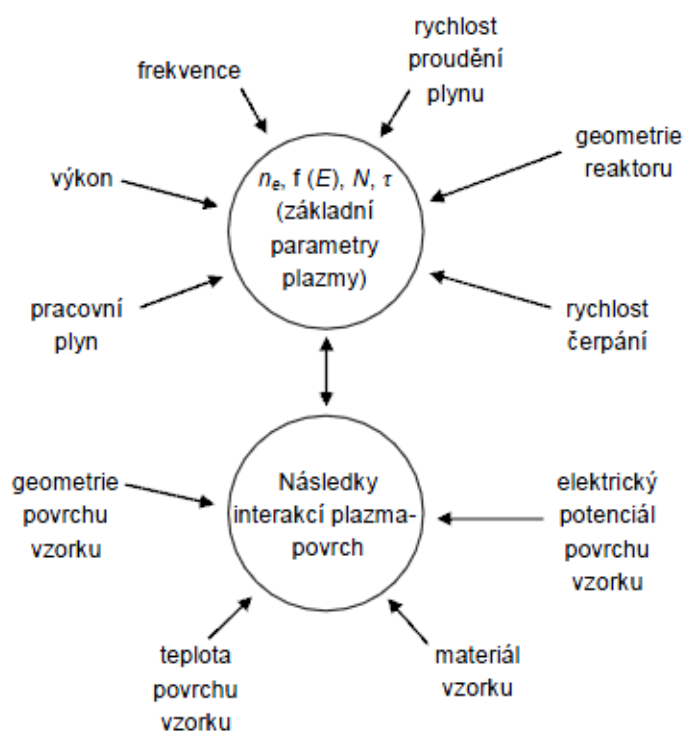 rychlost
proudění
plynu
frekvence
geometrie
reaktoru
výkon
nₑ, f (E), N, τ
(základní
parametry
plazmy)
pracovní
plyn
rychlost
čerpání
geometrie
povrchu
vzorku
Následky
interakcí plazma-
povrch
elektrický
potenciál
povrchu
vzorku
teplota
povrchu
vzorku
materiál
vzorku